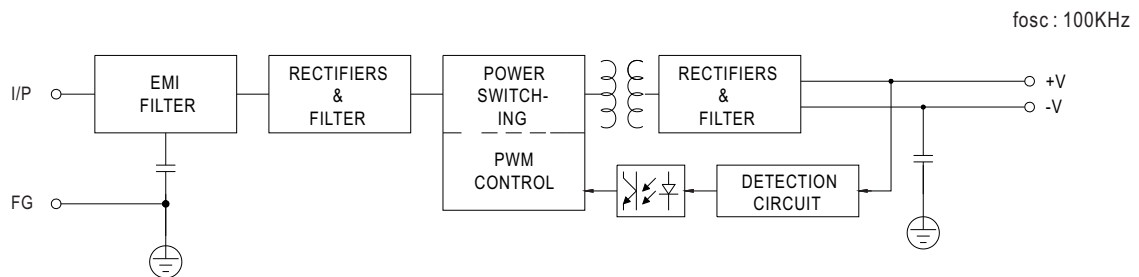 fosc : 100KHz
I/P
EMI
FILTER
RECTIFIERS
&
FILTER
POWER
SWITCH-
ING
RECTIFIERS
&
FILTER
+V
-V
PWM
CONTROL
DETECTION
CIRCUIT
FG